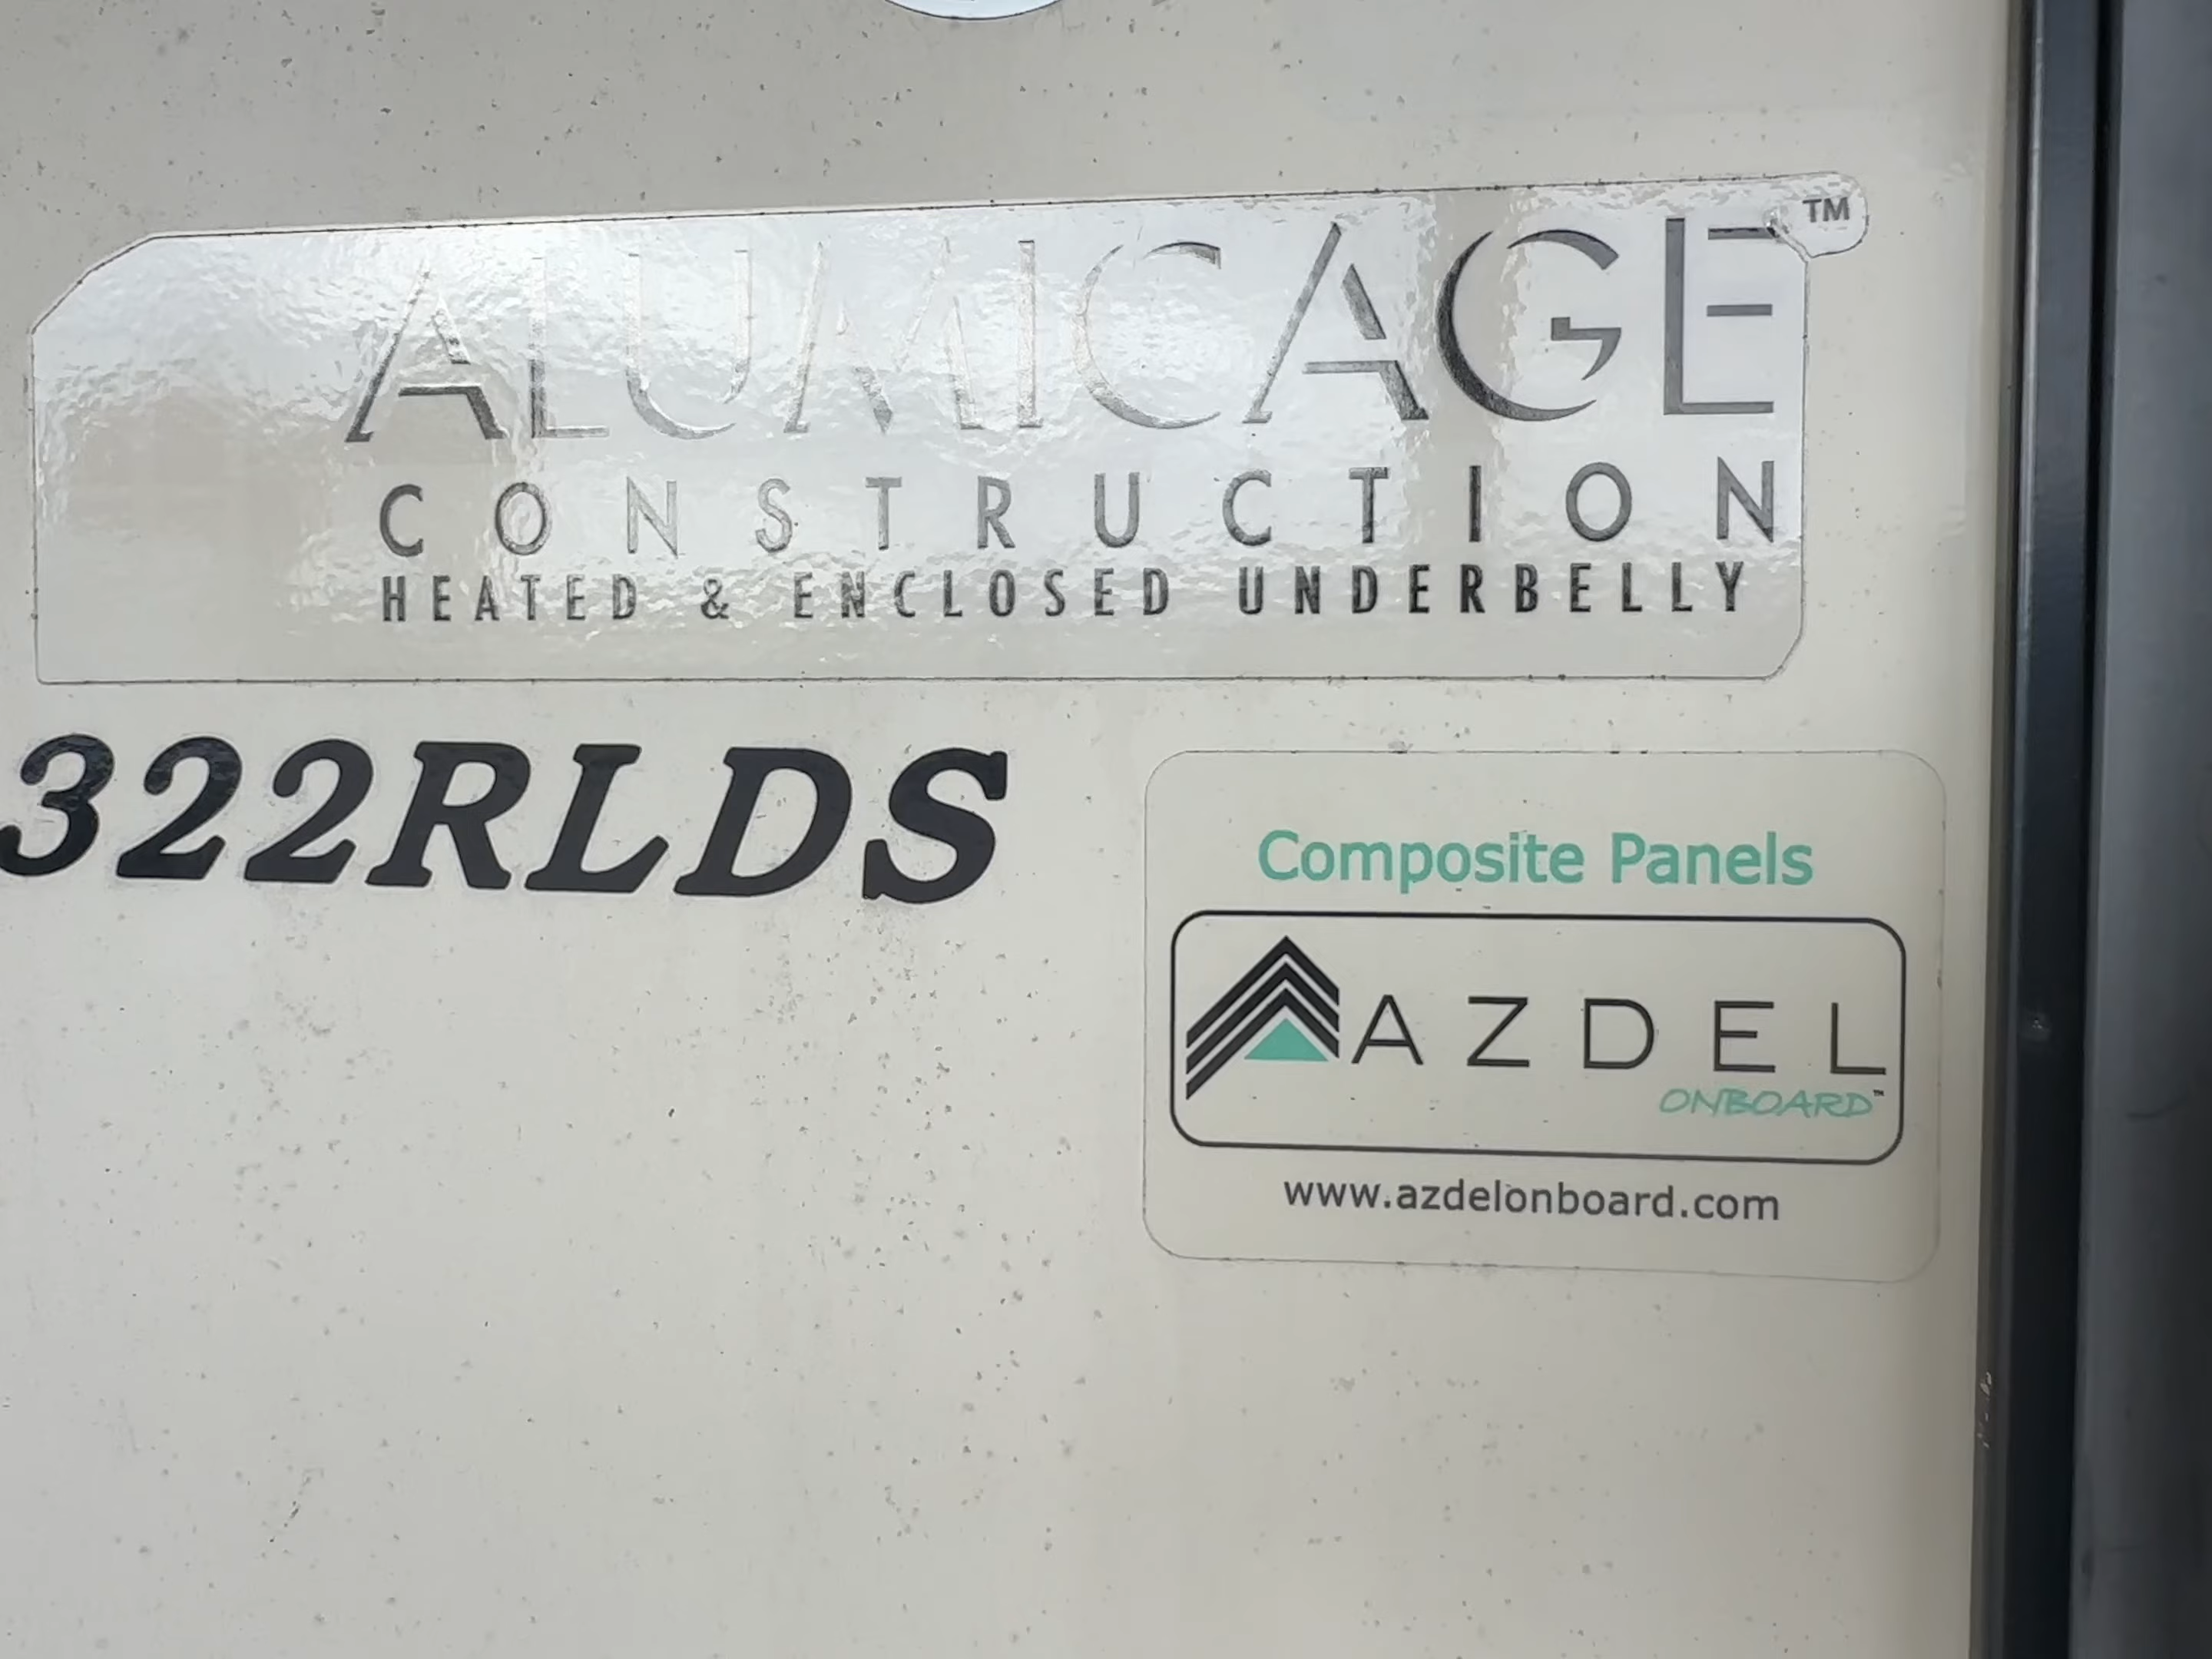 ALUMICAGE™
CONSTRUCTION
HEATED & ENCLOSED UNDERBELLY
322RLDS
Composite Panels
AZDEL
ONBOARD™
www.azdelonboard.com